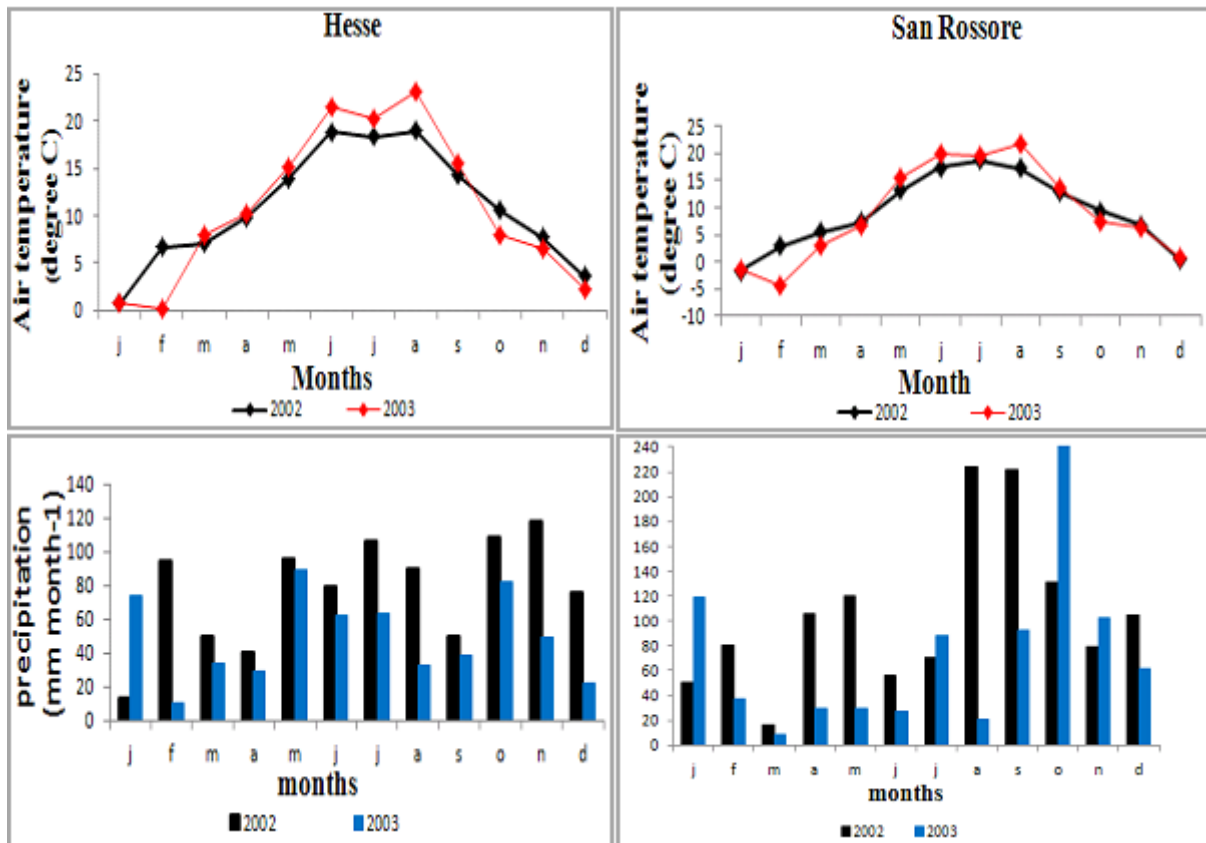 Hesse
Air temperature
(degree C)
25
20
15
10
5
0
j f m a m j j a s o n d
Months
2002 2003
San Rossore
Air temperature
(degree C)
25
20
15
10
5
0
-5
-10
j f m a m j j a s o n d
Month
2002 2003
precipitation
(mm month-1)
140
120
100
80
60
40
20
0
j f m a m j j a s o n d
months
2002 2003
240
220
200
180
160
140
120
100
80
60
40
20
0
j f m a m j j a s o n d
months
2002 2003